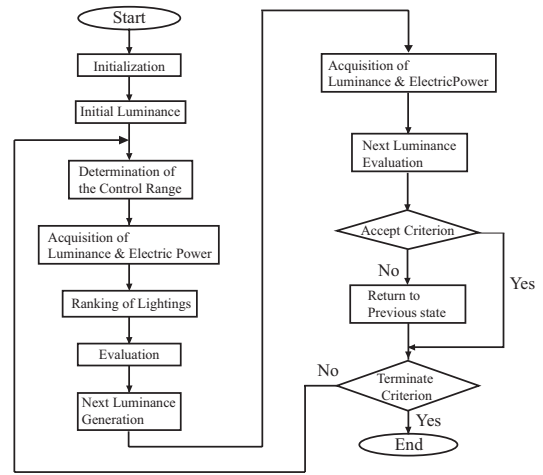 Start
Initialization
Initial Luminance
Determination of
the Control Range
Acquisition of
Luminance & Electric Power
Ranking of Lightings
Evaluation
Next Luminance
Generation
Acquisition of
Luminance & ElectricPower
Next Luminance
Evaluation
Accept Criterion
No
Yes
Return to
Previous state
No
Terminate
Criterion
Yes
End